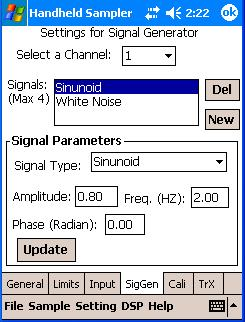 Handheld Sampler 2:22 ok
Settings for Signal Generator
Select a Channel: 1
Signals:
(Max 4)
Sinunoid
White Noise
Del
New
Signal Parameters
Signal Type: Sinunoid
Amplitude: 0.80 Freq. (HZ): 2.00
Phase (Radian): 0.00
Update
General Limits Input SigGen Cali TrX
File Sample Setting DSP Help